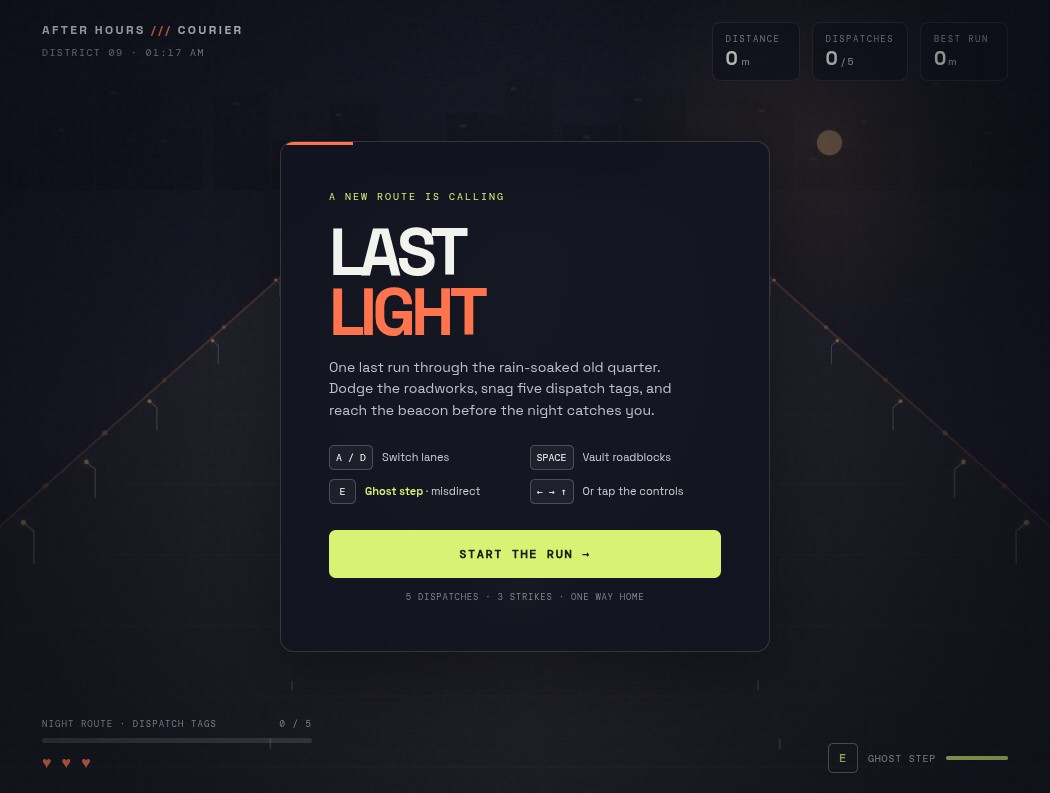 AFTER HOURS /// COURIER
DISTRICT 09 · 01:17 AM
DISTANCE
0 m
DISPATCHES
0 / 5
BEST RUN
0 m
A NEW ROUTE IS CALLING
LAST
LIGHT
One last run through the rain-soaked old quarter.
Dodge the roadworks, snag five dispatch tags, and
reach the beacon before the night catches you.
A / D Switch lanes
SPACE Vault roadblocks
E Ghost step · misdirect
← → ↑ Or tap the controls
START THE RUN →
5 DISPATCHES · 3 STRIKES · ONE WAY HOME
NIGHT ROUTE · DISPATCH TAGS 0 / 5
♥ ♥ ♥
E GHOST STEP